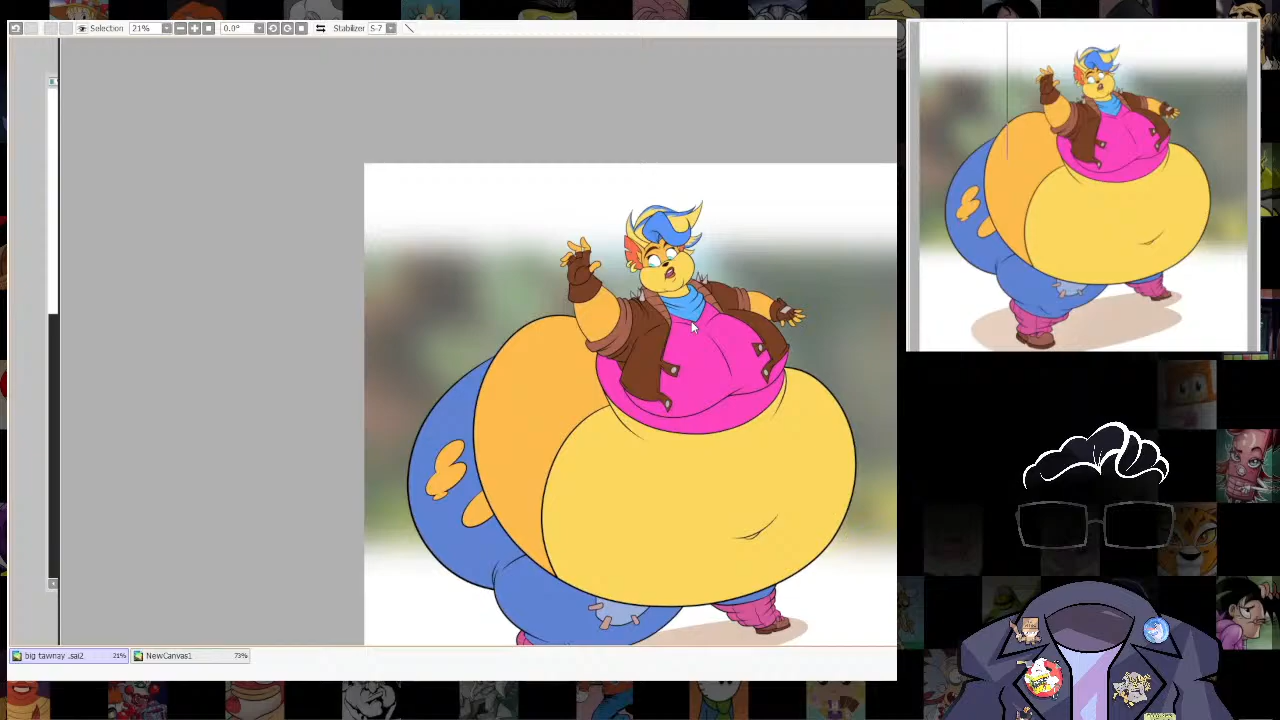 Selection 21% 0.0° Stabilizer S-7
big tawnay .sai2 21% NewCanvas1 73%